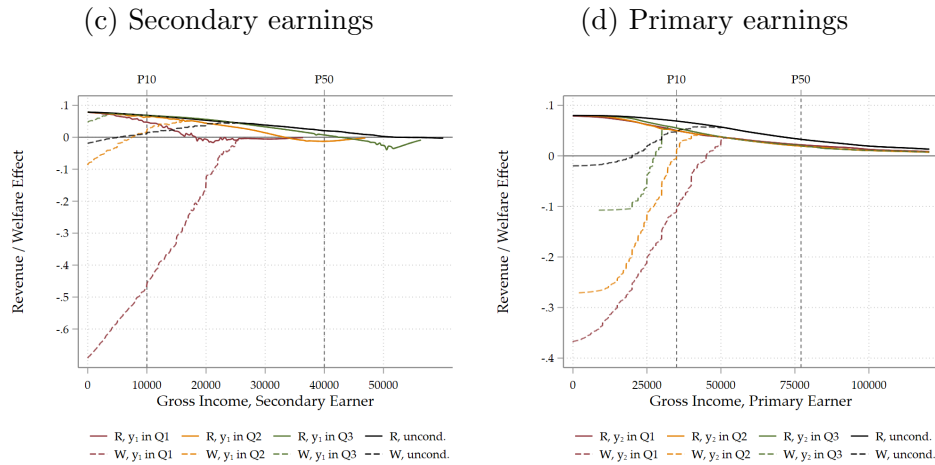 (c) Secondary earnings
(d) Primary earnings
P10
P50
.1
0
-.1
-.2
-.3
-.4
-.5
-.6
Revenue / Welfare Effect
0
10000
20000
30000
40000
50000
Gross Income, Secondary Earner
R, y₁ in Q1
R, y₁ in Q2
R, y₁ in Q3
R, uncond.
W, y₁ in Q1
W, y₁ in Q2
W, y₁ in Q3
W, uncond.
P10
P50
.1
0
-.1
-.2
-.3
-.4
Revenue / Welfare Effect
0
25000
50000
75000
100000
Gross Income, Primary Earner
R, y₂ in Q1
R, y₂ in Q2
R, y₂ in Q3
R, uncond.
W, y₂ in Q1
W, y₂ in Q2
W, y₂ in Q3
W, uncond.